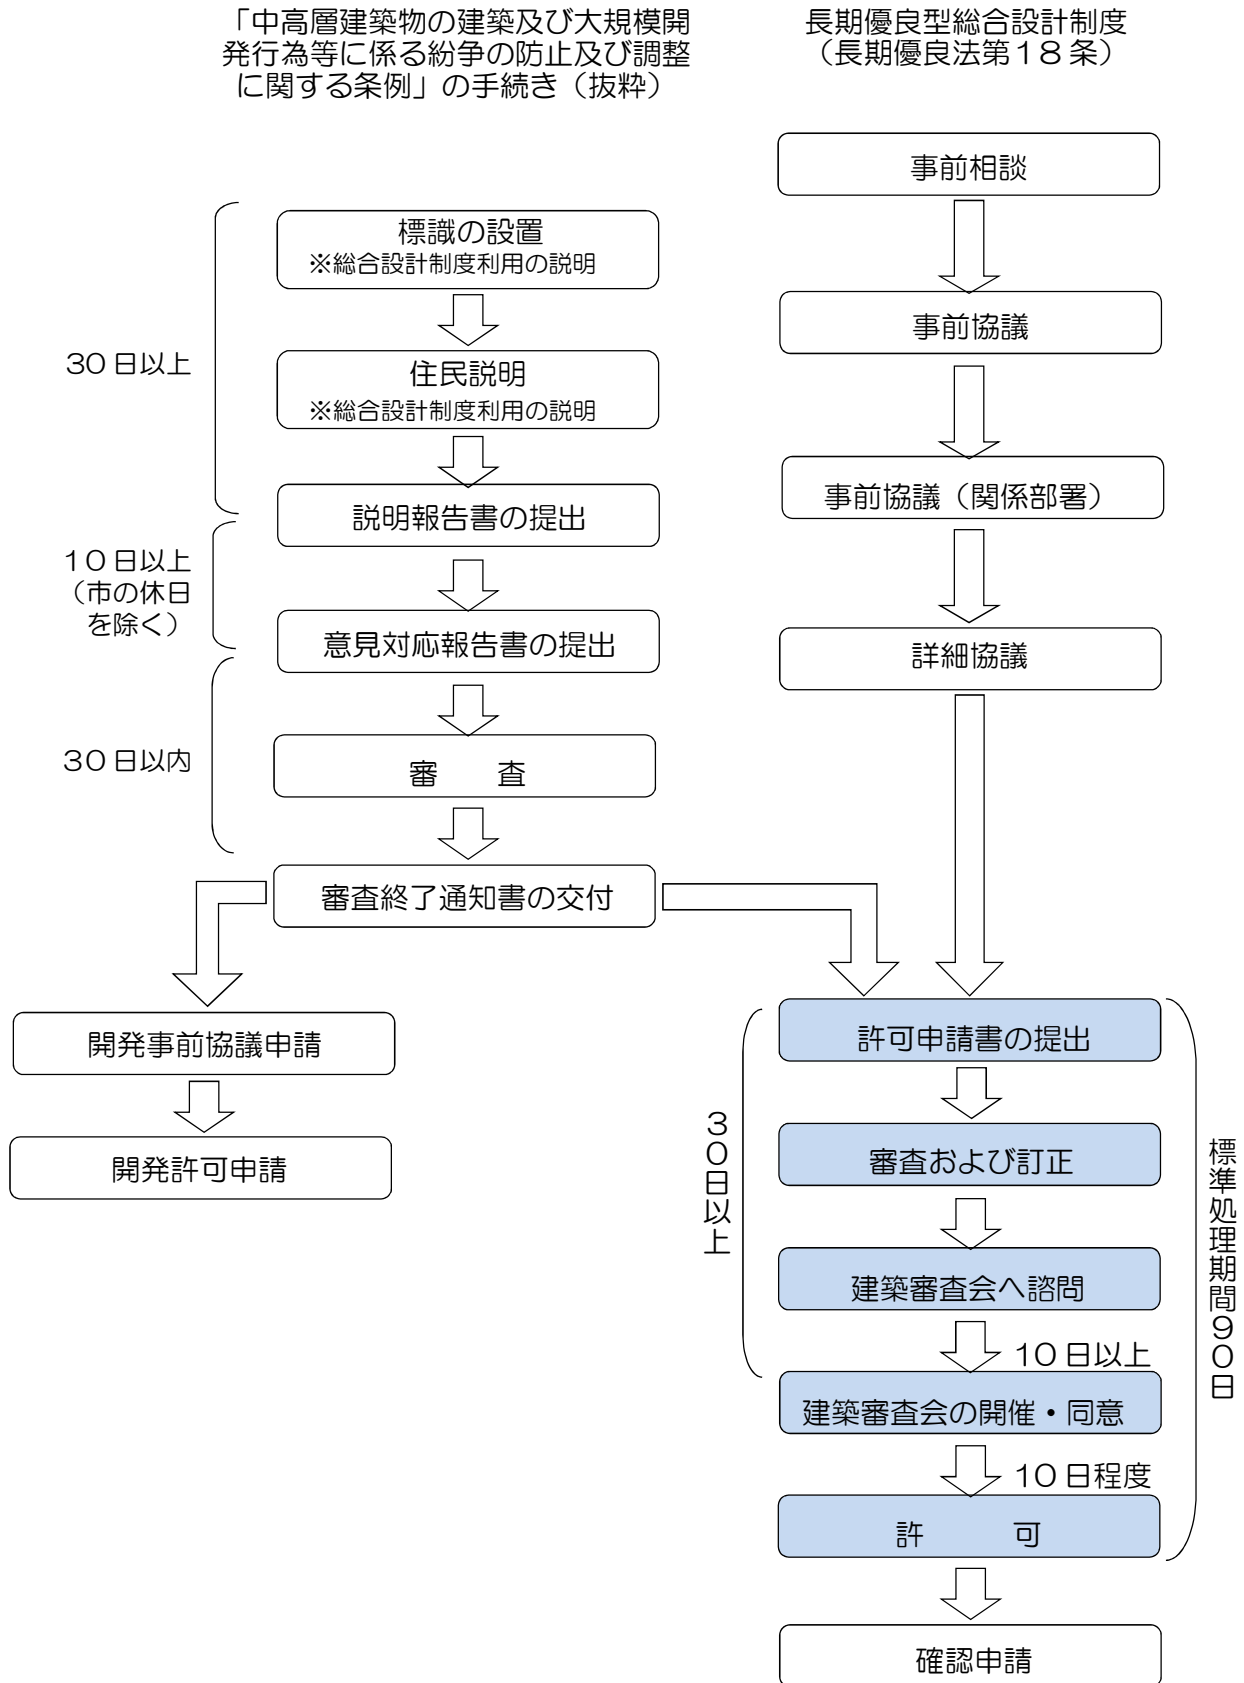 「中高層建築物の建築及び大規模開
発行為等に係る紛争の防止及び調整
に関する条例」の手続き（抜粋）
長期優良型総合設計制度
（長期優良法第１８条）
標識の設置
※総合設計制度利用の説明
住民説明
※総合設計制度利用の説明
説明報告書の提出
意見対応報告書の提出
審　　査
審査終了通知書の交付
３０日以上
１０日以上
（市の休日
を除く）
３０日以内
開発事前協議申請
開発許可申請
事前相談
事前協議
事前協議（関係部署）
詳細協議
許可申請書の提出
審査および訂正
建築審査会へ諮問
１０日以上
建築審査会の開催・同意
１０日程度
許　　　可
確認申請
３０日以上
標準処理期間９０日